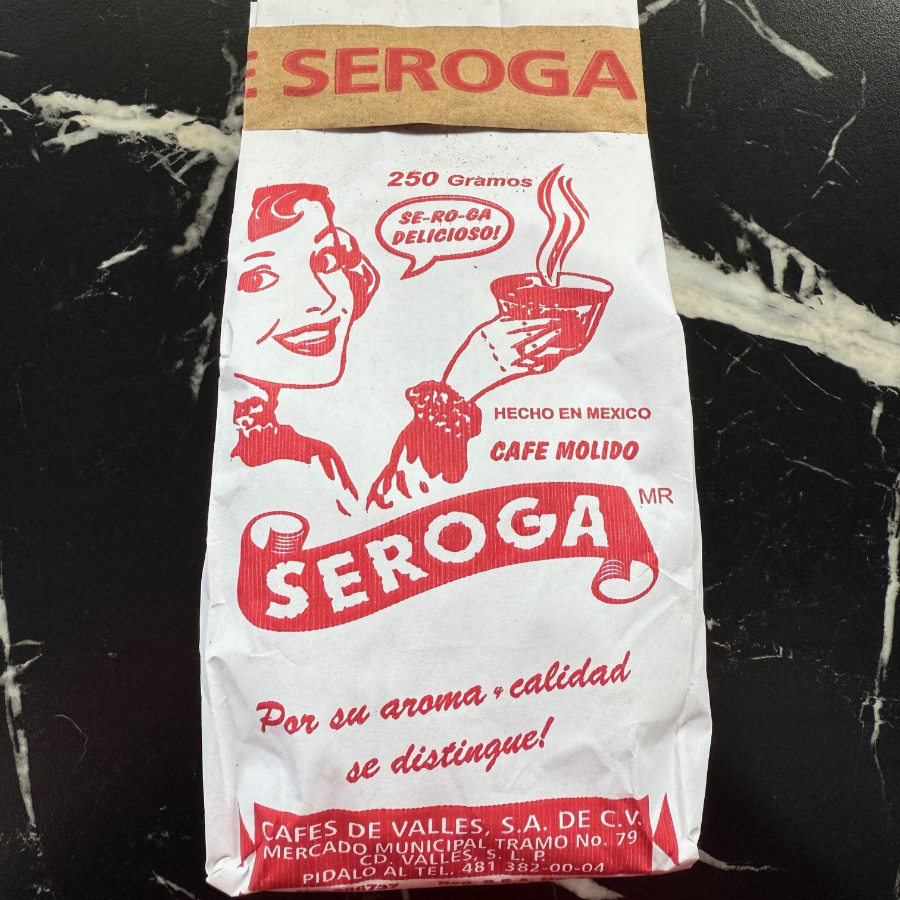 E SEROGA
250 Gramos
SE-RO-GA
DELICIOSO!
HECHO EN MEXICO
CAFE MOLIDO
SEROGA MR
Por su aroma y calidad
se distingue!
CAFES DE VALLES, S.A. DE C.V.
MERCADO MUNICIPAL TRAMO No. 79
CD. VALLES, S. L. P.
PIDALO AL TEL. 481 382-00-04